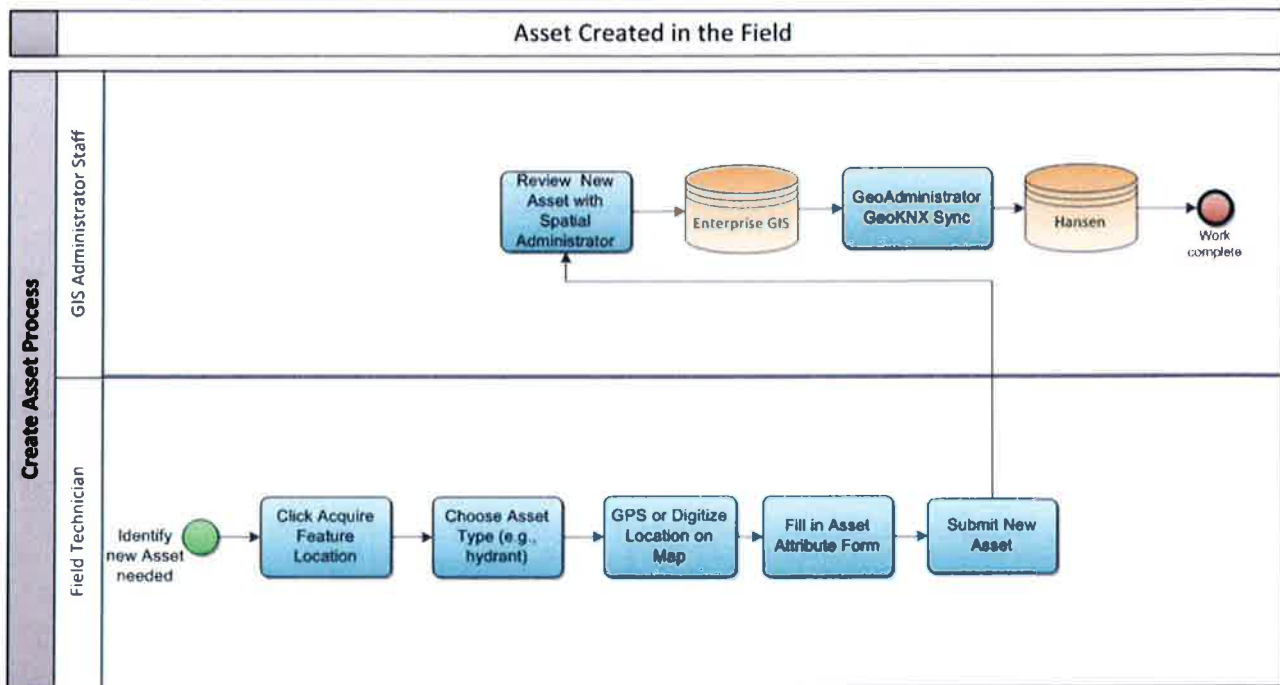 Asset Created in the Field
Create Asset Process
GIS Administrator Staff
Review New
Asset with
Spatial
Administrator
Enterprise GIS
GeoAdministrator
GeoKNX Sync
Hansen
Work
complete
Field Technician
Identify
new Asset
needed
Click Acquire
Feature
Location
Choose Asset
Type (e.g.,
hydrant)
GPS or Digitize
Location on
Map
Fill in Asset
Attribute Form
Submit New
Asset